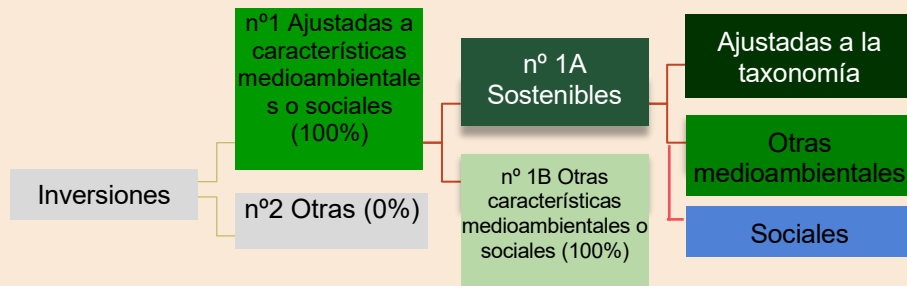 Inversiones
nº1 Ajustadas a
características
medioambientale
s o sociales
(100%)
nº2 Otras (0%)
nº 1A
Sostenibles
nº 1B Otras
características
medioambientales o
sociales (100%)
Ajustadas a la
taxonomía
Otras
medioambientales
Sociales